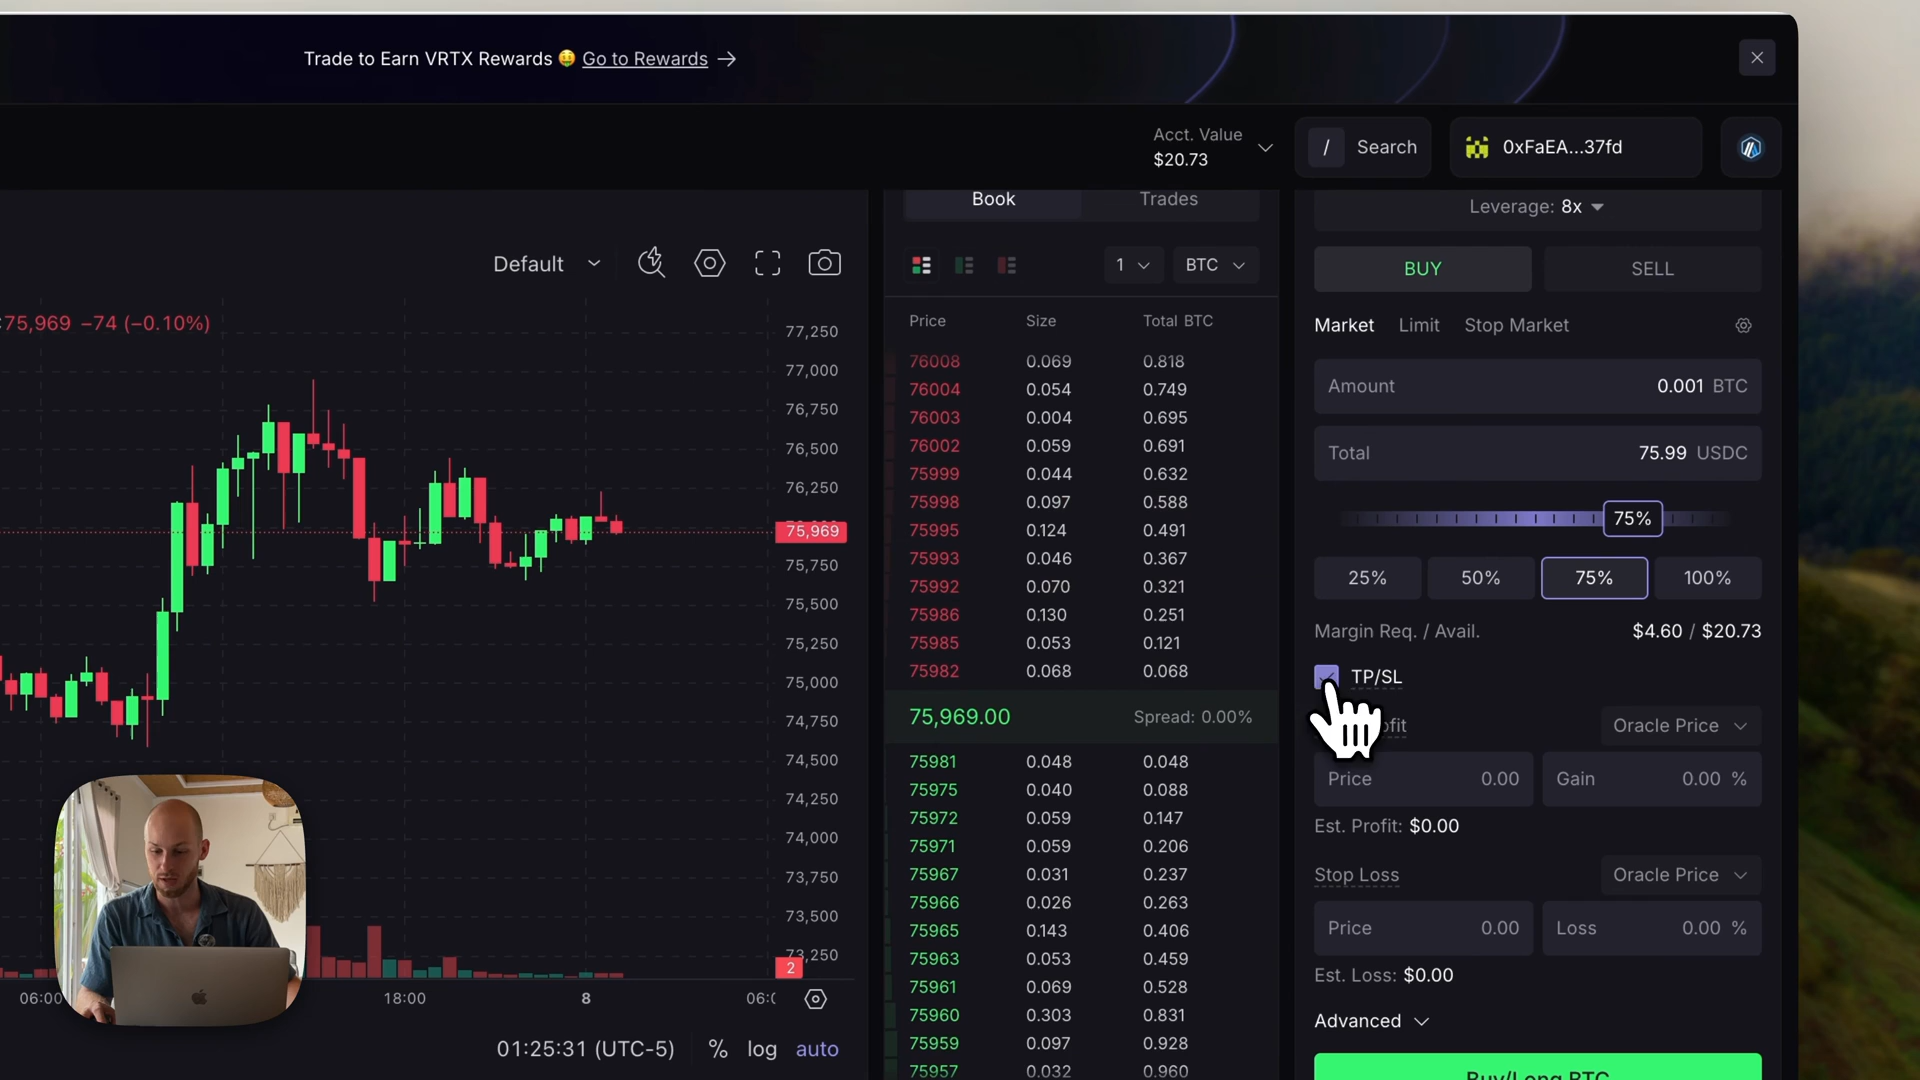 Trade to Earn VRTX Rewards 🤑 Go to Rewards →
Acct. Value
$20.73
/ Search
0xFaEA...37fd
Default
75,969 −74 (−0.10%)
77,250
77,000
76,750
76,500
76,250
75,969
75,750
75,500
75,250
75,000
74,750
74,500
74,250
74,000
73,750
73,500
73,250
2
06:00
18:00
8
01:25:31 (UTC-5)
%
log
auto
Book
Trades
1
BTC
Price Size Total BTC
76008 0.069 0.818
76004 0.054 0.749
76003 0.004 0.695
76002 0.059 0.691
75999 0.044 0.632
75998 0.097 0.588
75995 0.124 0.491
75993 0.046 0.367
75992 0.070 0.321
75986 0.130 0.251
75985 0.053 0.121
75982 0.068 0.068
75,969.00 Spread: 0.00%
75981 0.048 0.048
75975 0.040 0.088
75972 0.059 0.147
75971 0.059 0.206
75967 0.031 0.237
75966 0.026 0.263
75965 0.143 0.406
75963 0.053 0.459
75961 0.069 0.528
75960 0.303 0.831
75959 0.097 0.928
75957 0.032 0.960
Leverage: 8x
BUY
SELL
Market Limit Stop Market
Amount 0.001 BTC
Total 75.99 USDC
75%
25% 50% 75% 100%
Margin Req. / Avail. $4.60 / $20.73
TP/SL
Oracle Price
Price 0.00 Gain 0.00 %
Est. Profit: $0.00
Stop Loss Oracle Price
Price 0.00 Loss 0.00 %
Est. Loss: $0.00
Advanced
Buy/Long BTC